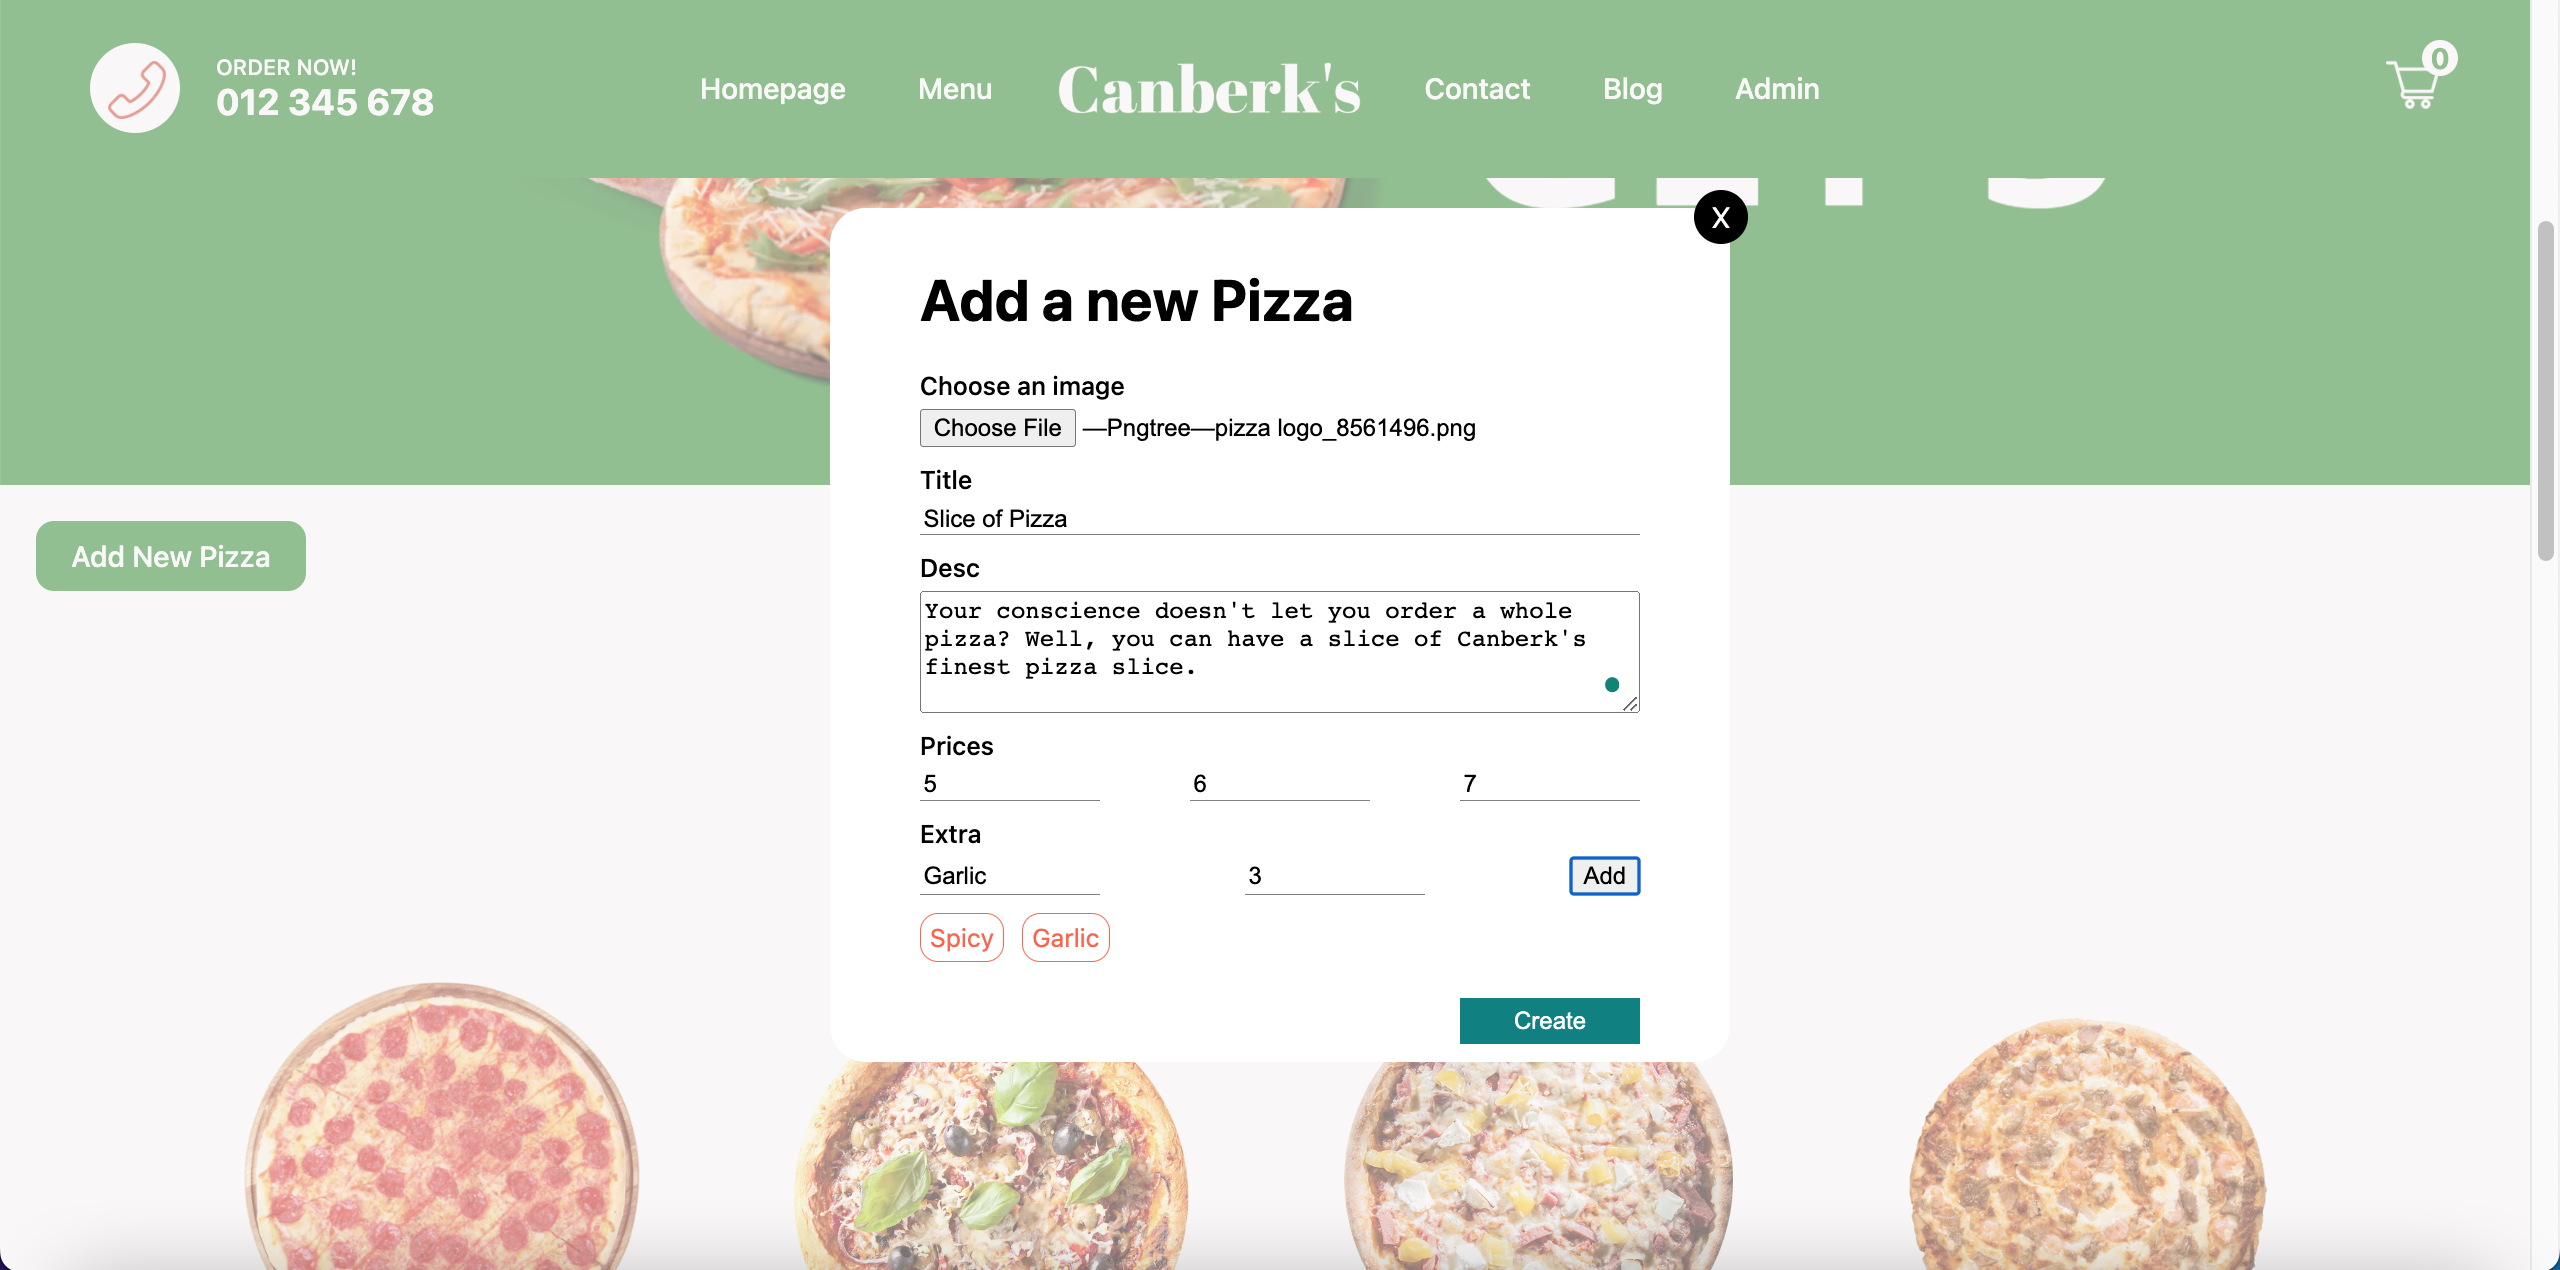 ORDER NOW!
012 345 678
Homepage
Menu
Canberk's
Contact
Blog
Admin
0
X
Add a new Pizza
Choose an image
Choose File —Pngtree—pizza logo_8561496.png
Title
Slice of Pizza
Add New Pizza
Desc
Your conscience doesn't let you order a whole
pizza? Well, you can have a slice of Canberk's
finest pizza slice.
Prices
5 6 7
Extra
Garlic 3 Add
Spicy Garlic
Create